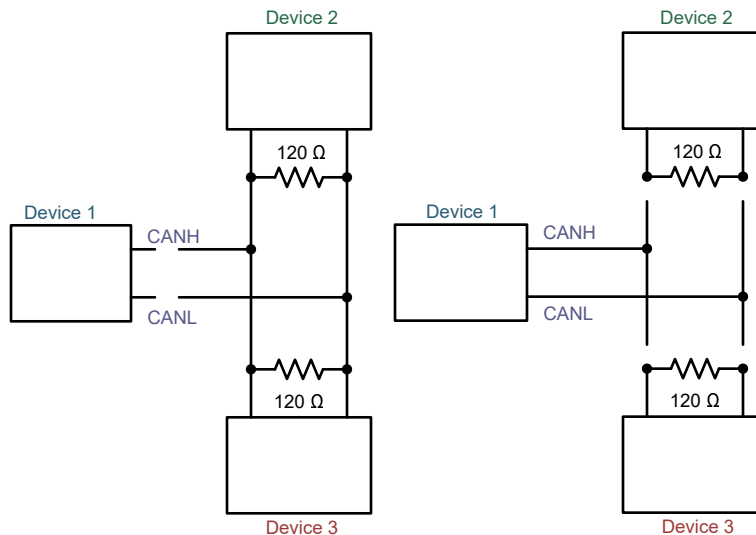 Device 2
120 Ω
Device 1
CANH
CANL
120 Ω
Device 3
Device 2
120 Ω
Device 1
CANH
CANL
120 Ω
Device 3